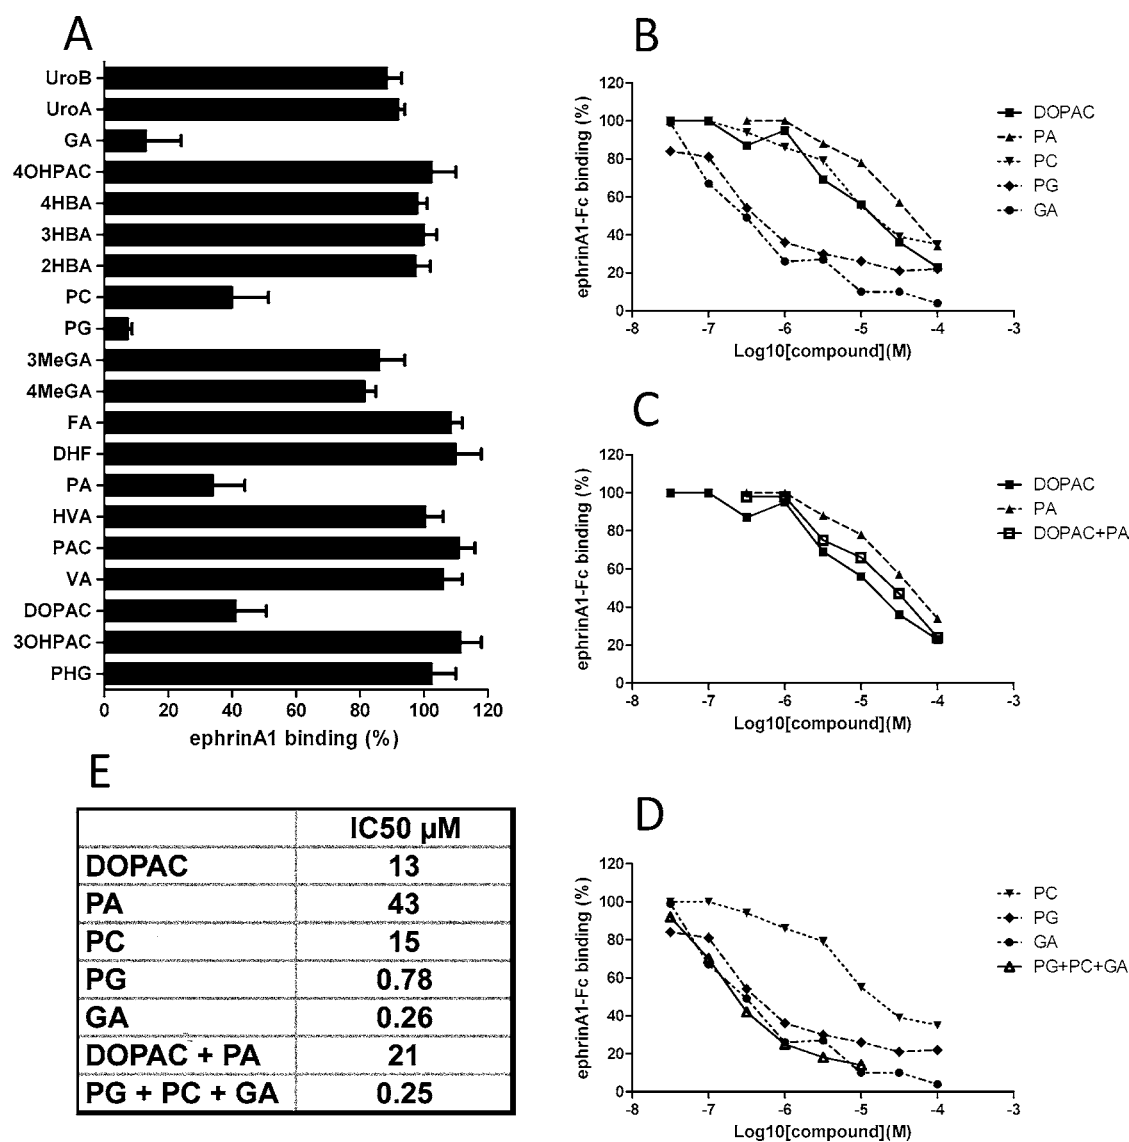 A
UroB
UroA
GA
4OHPAC
4HBA
3HBA
2HBA
PC
PG
3MeGA
4MeGA
FA
DHF
PA
HVA
PAC
VA
DOPAC
3OHPAC
PHG
0 20 40 60 80 100 120
ephrinA1 binding (%)
B
ephrinA1-Fc binding (%)
120
100
80
60
40
20
0
-8 -7 -6 -5 -4 -3
Log10[compound](M)
DOPAC
PA
PC
PG
GA
C
ephrinA1-Fc binding (%)
120
100
80
60
40
20
0
-8 -7 -6 -5 -4 -3
Log10[compound](M)
DOPAC
PA
DOPAC+PA
E
IC50 µM
DOPAC 13
PA 43
PC 15
PG 0.78
GA 0.26
DOPAC + PA 21
PG + PC + GA 0.25
D
ephrinA1-Fc binding (%)
120
100
80
60
40
20
0
-8 -7 -6 -5 -4 -3
Log10[compound](M)
PC
PG
GA
PG+PC+GA